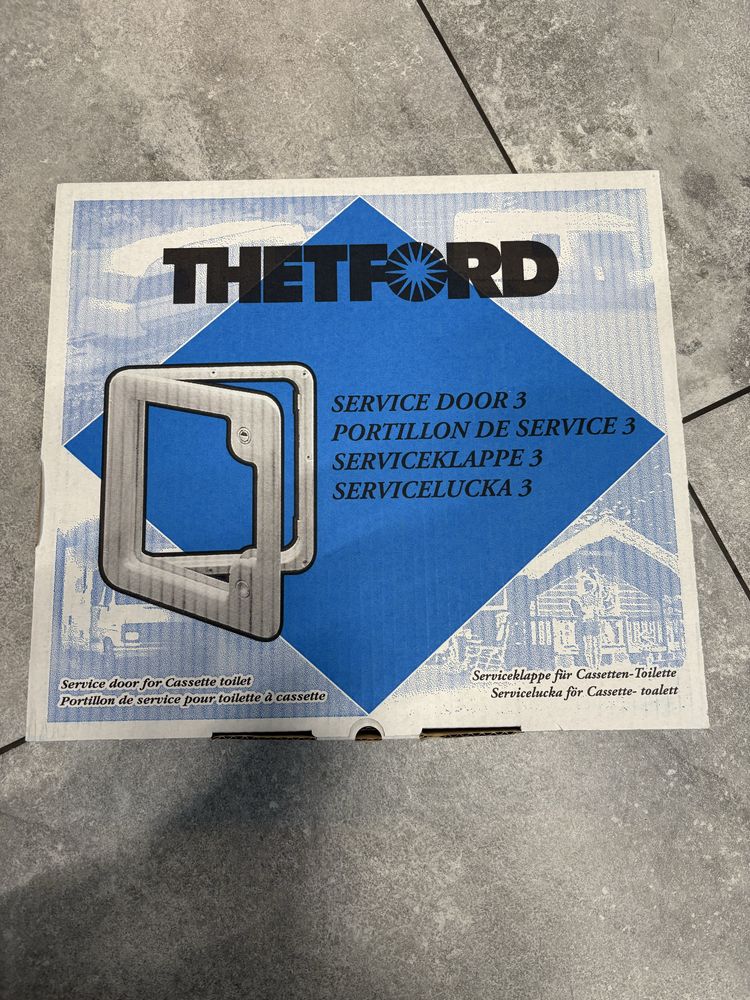 THETFORD
SERVICE DOOR 3
PORTILLON DE SERVICE 3
SERVICEKLAPPE 3
SERVICELUCKA 3
Service door for Cassette toilet
Portillon de service pour toilette à cassette
Serviceklappe für Cassetten-Toilette
Servicelucka för Cassette- toalett